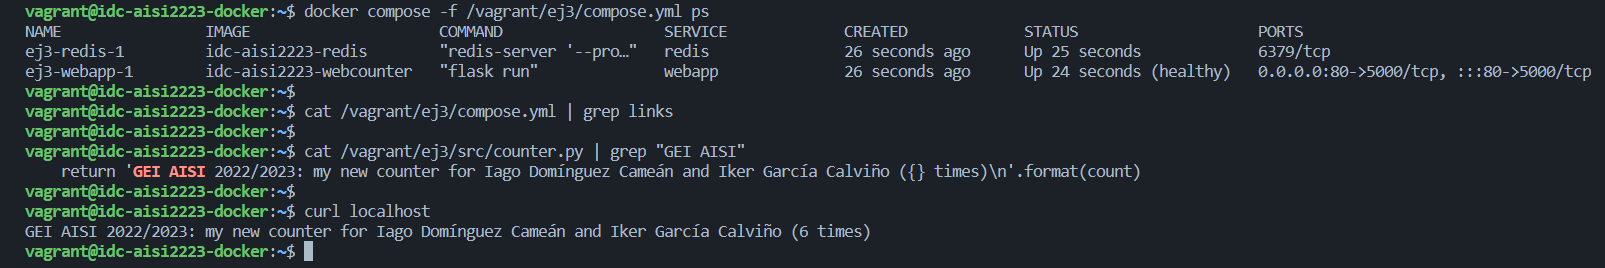 vagrant@idc-aisi2223-docker:~$ docker compose -f /vagrant/ej3/compose.yml ps
NAME IMAGE COMMAND SERVICE CREATED STATUS PORTS
ej3-redis-1 idc-aisi2223-redis "redis-server '--pro…" redis 26 seconds ago Up 25 seconds 6379/tcp
ej3-webapp-1 idc-aisi2223-webcounter "flask run" webapp 26 seconds ago Up 24 seconds (healthy) 0.0.0.0:80->5000/tcp, :::80->5000/tcp
vagrant@idc-aisi2223-docker:~$
vagrant@idc-aisi2223-docker:~$ cat /vagrant/ej3/compose.yml | grep links
vagrant@idc-aisi2223-docker:~$
vagrant@idc-aisi2223-docker:~$ cat /vagrant/ej3/src/counter.py | grep "GEI AISI"
    return 'GEI AISI 2022/2023: my new counter for Iago Domínguez Cameán and Iker García Calviño ({} times)\n'.format(count)
vagrant@idc-aisi2223-docker:~$
vagrant@idc-aisi2223-docker:~$ curl localhost
GEI AISI 2022/2023: my new counter for Iago Domínguez Cameán and Iker García Calviño (6 times)
vagrant@idc-aisi2223-docker:~$